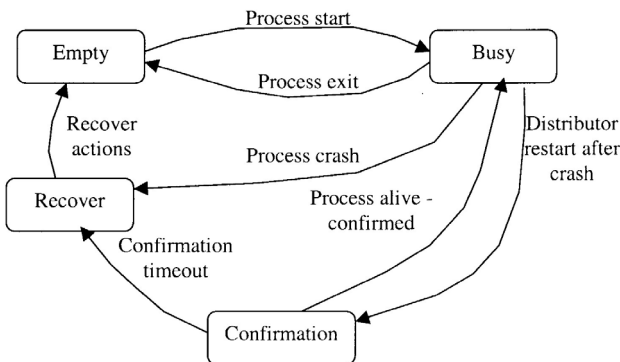 Process start
Empty
Busy
Process exit
Recover
actions
Distributor
restart after
crash
Process crash
Recover
Process alive -
confirmed
Confirmation
timeout
Confirmation